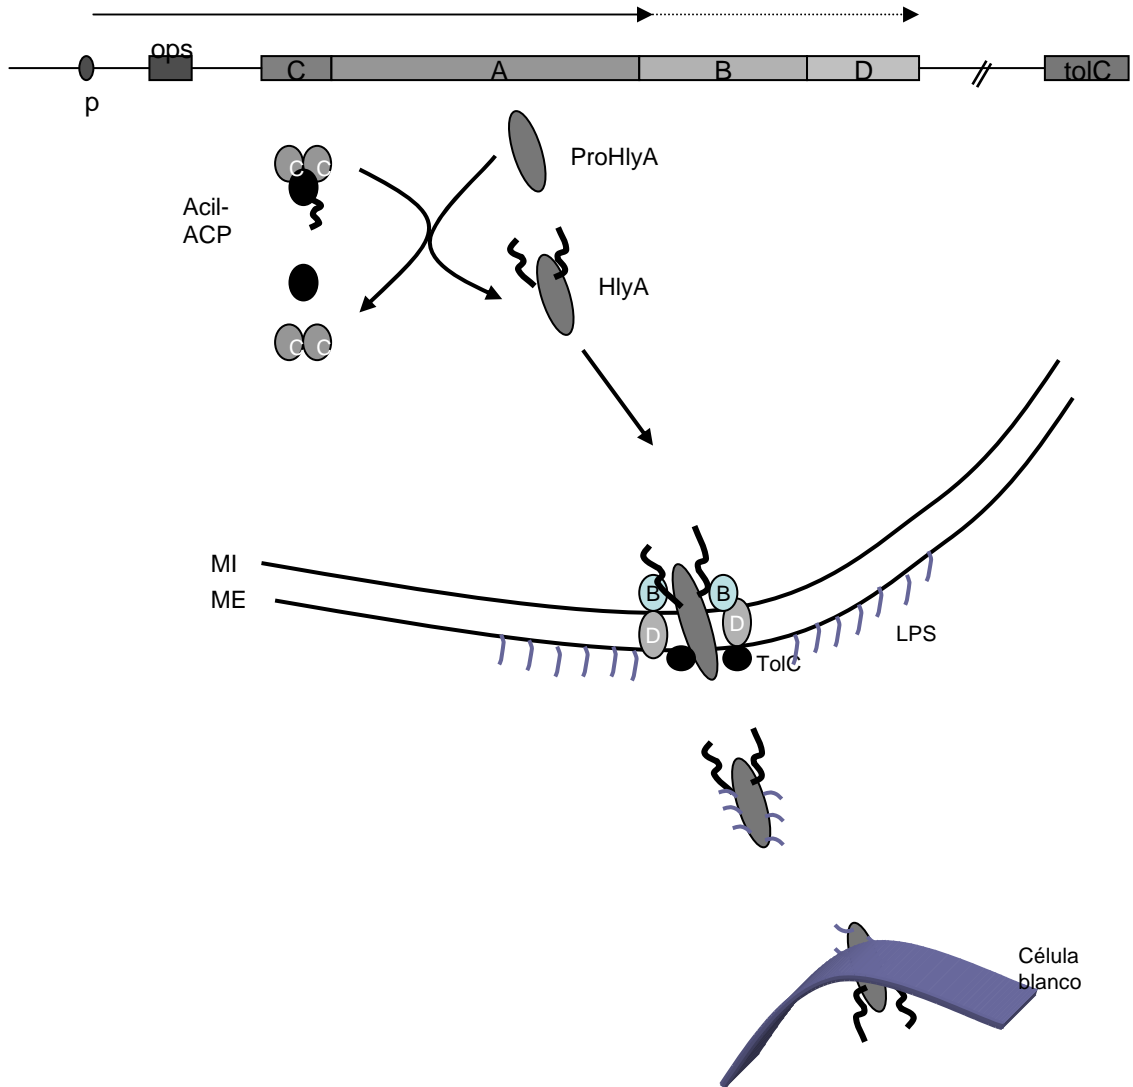 ops
C A B D tolC
p
ProHlyA
C C
Acil-
ACP
HlyA
C C
MI
B B
ME
D D
LPS
TolC
Célula
blanco